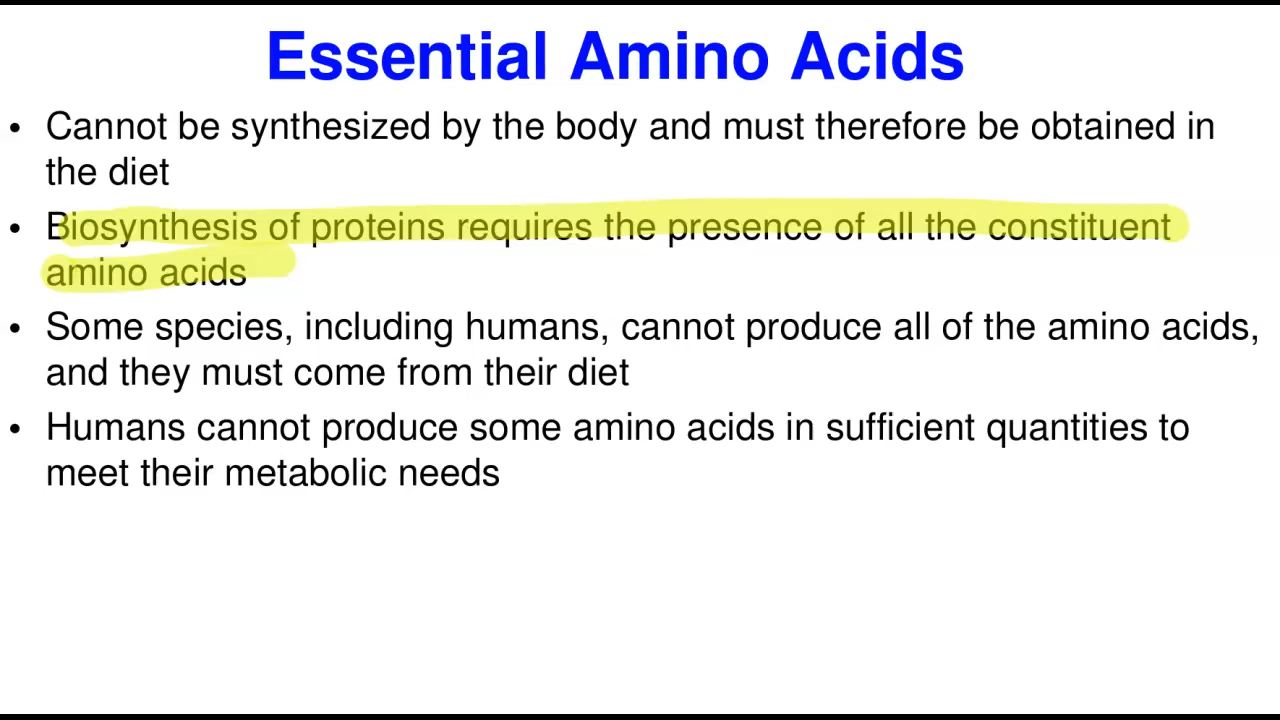 Essential Amino Acids
• Cannot be synthesized by the body and must therefore be obtained in
the diet
• Biosynthesis of proteins requires the presence of all the constituent
amino acids
• Some species, including humans, cannot produce all of the amino acids,
and they must come from their diet
• Humans cannot produce some amino acids in sufficient quantities to
meet their metabolic needs